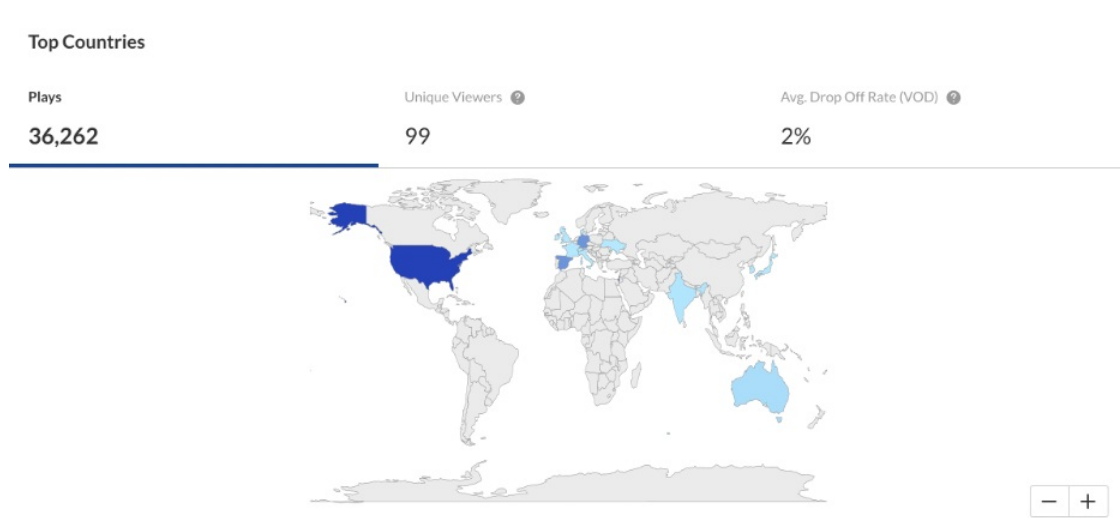 Top Countries
Plays
36,262
Unique Viewers ?
99
Avg. Drop Off Rate (VOD) ?
2%
− +